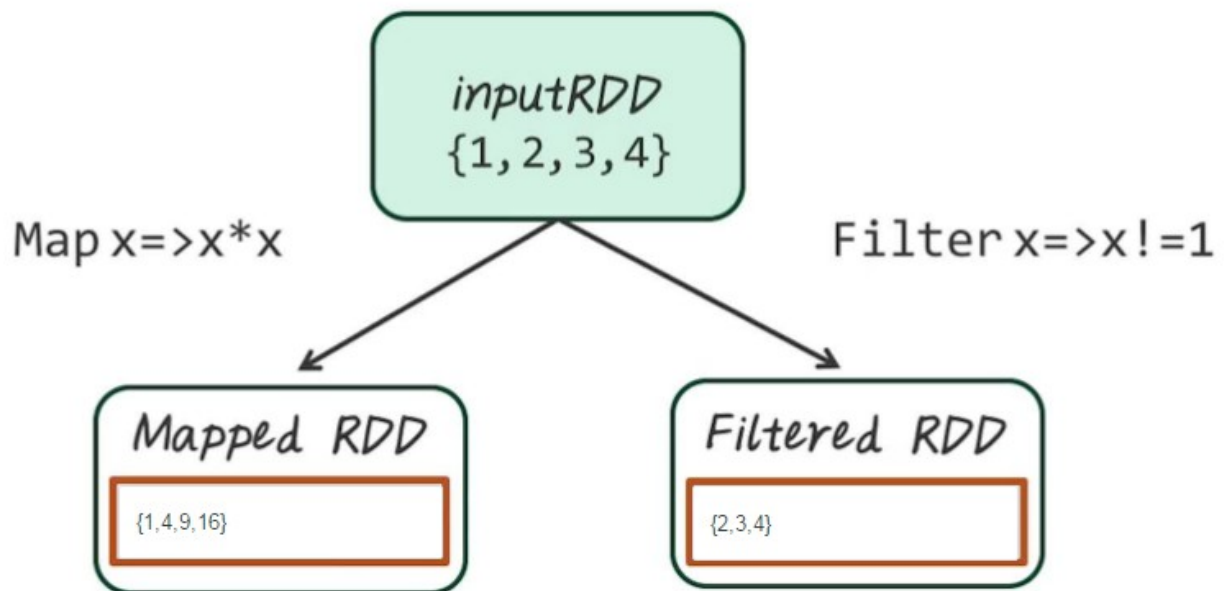 inputRDD
{1,2,3,4}
Map x=>x*x
Filter x=>x!=1
Mapped RDD
{1,4,9,16}
Filtered RDD
{2,3,4}